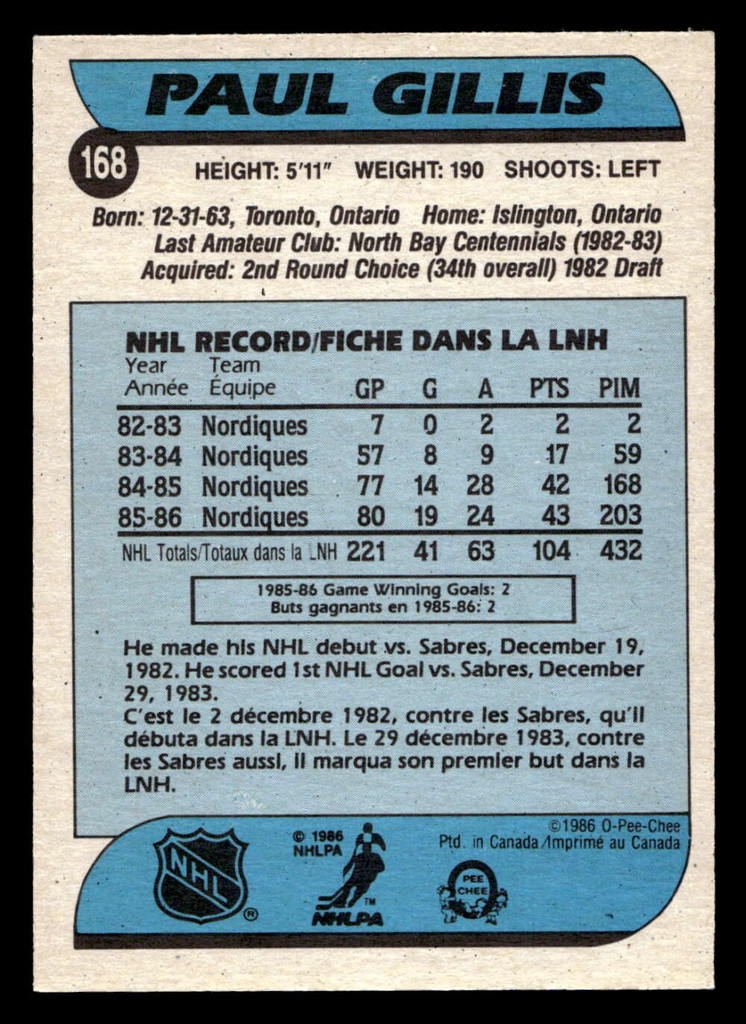 PAUL GILLIS
168
HEIGHT: 5'11" WEIGHT: 190 SHOOTS: LEFT
Born: 12-31-63, Toronto, Ontario Home: Islington, Ontario
Last Amateur Club: North Bay Centennials (1982-83)
Acquired: 2nd Round Choice (34th overall) 1982 Draft
NHL RECORD/FICHE DANS LA LNH
Year Team
Année Équipe GP G A PTS PIM
82-83 Nordiques 7 0 2 2 2
83-84 Nordiques 57 8 9 17 59
84-85 Nordiques 77 14 28 42 168
85-86 Nordiques 80 19 24 43 203
NHL Totals/Totaux dans la LNH 221 41 63 104 432
1985-86 Game Winning Goals: 2
Buts gagnants en 1985-86: 2
He made his NHL debut vs. Sabres, December 19,
1982. He scored 1st NHL Goal vs. Sabres, December
29, 1983.
C'est le 2 décembre 1982, contre les Sabres, qu'il
débuta dans la LNH. Le 29 décembre 1983, contre
les Sabres aussi, il marqua son premier but dans la
LNH.
©1986 O-Pee-Chee
Ptd. in Canada/Imprimé au Canada
NHL ®
© 1986
NHLPA
TM
NHLPA
PEE
CHEE